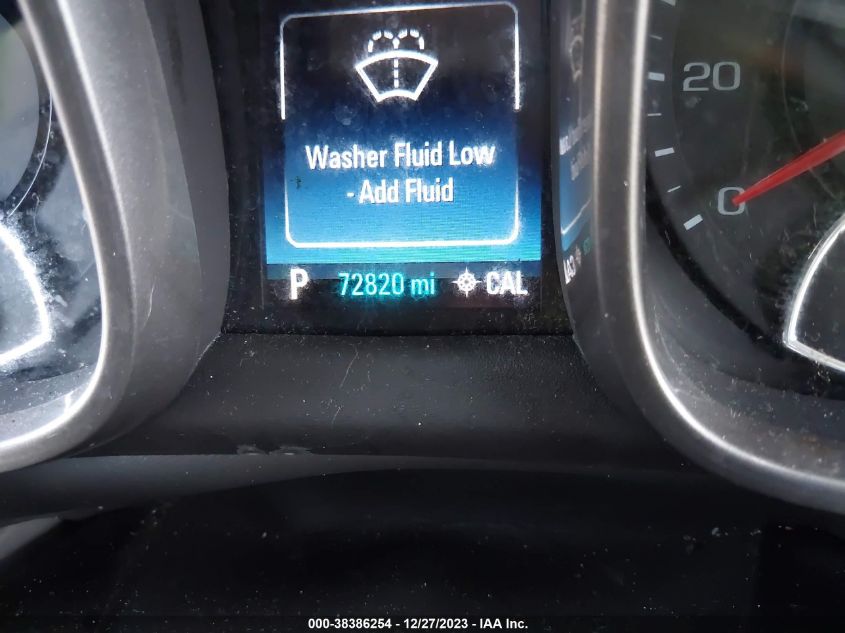 Washer Fluid Low
- Add Fluid
20
0
P 72820 mi CAL
000-38386254 - 12/27/2023 - IAA Inc.